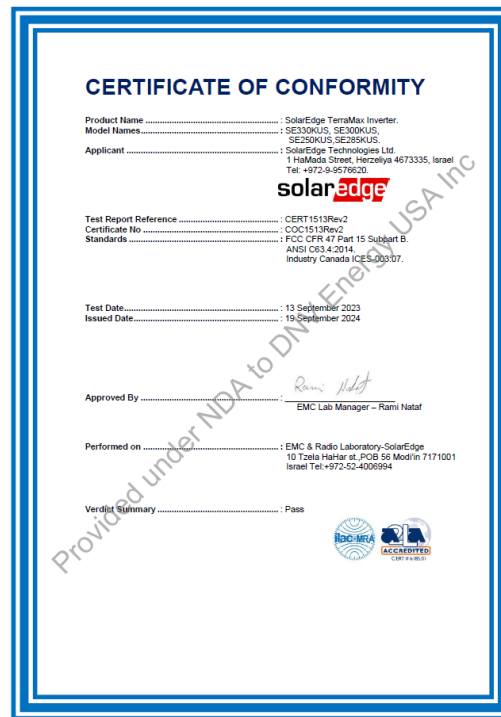 CERTIFICATE OF CONFORMITY
Product Name ............................................. : SolarEdge TerraMax Inverter.
Model Names............................................... : SE330KUS, SE300KUS,
SE250KUS,SE285KUS.
Applicant .................................................... : SolarEdge Technologies Ltd.
1 HaMada Street, Herzeliya 4673335, Israel
Tel: +972-9-9576620.
solaredge
Test Report Reference ................................. : CERT1513Rev2
Certificate No .............................................. : COC1513Rev2
Standards .................................................... : FCC CFR 47 Part 15 Subpart B.
ANSI C63.4:2014.
Industry Canada ICES-003:07.
Test Date..................................................... : 13 September 2023
Issued Date.................................................. : 19 September 2024
Approved By ................................................ : Rami Nataf
EMC Lab Manager – Rami Nataf
Performed on ............................................... : EMC & Radio Laboratory-SolarEdge
10 Tzela HaHar st.,POB 56 Modi'in 7171001
Israel Tel:+972-52-4006994
Verdict Summary .......................................... : Pass
ilac-MRA
ACCREDITED
Provided under NDA to DNV Energy USA Inc